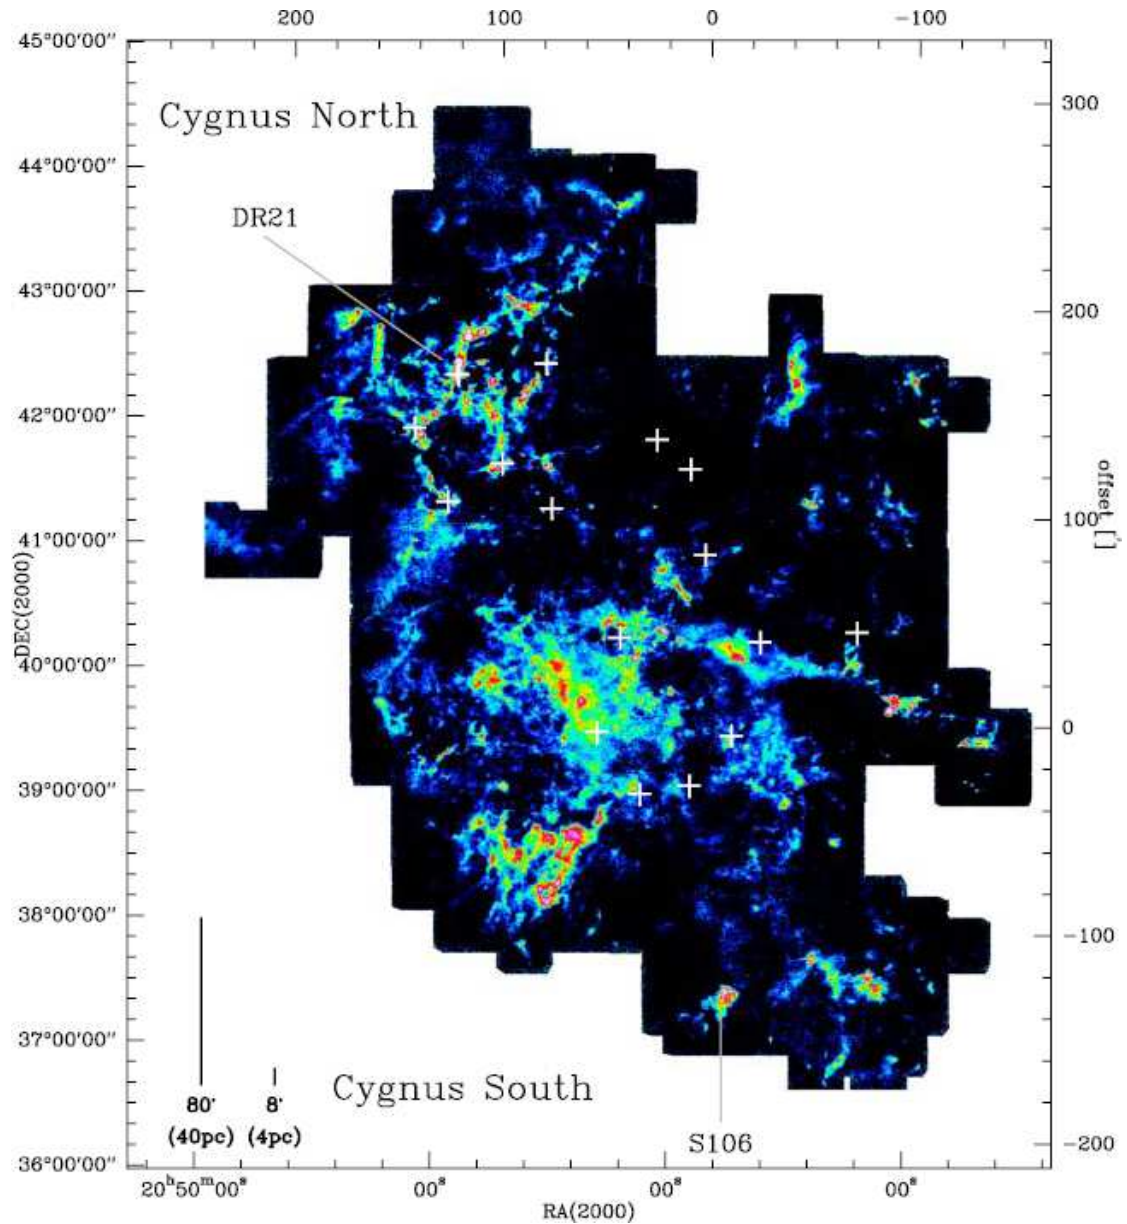 200 100 0 −100
45°00′00″
Cygnus North
300
44°00′00″
DR21
43°00′00″
200
42°00′00″
100
offset [′]
41°00′00″
DEC(2000)
40°00′00″
0
39°00′00″
38°00′00″
−100
37°00′00″
Cygnus South
80′ 8′
(40pc) (4pc)
S106
−200
36°00′00″
20ʰ50ᵐ00ˢ 00ˢ 00ˢ 00ˢ
RA(2000)